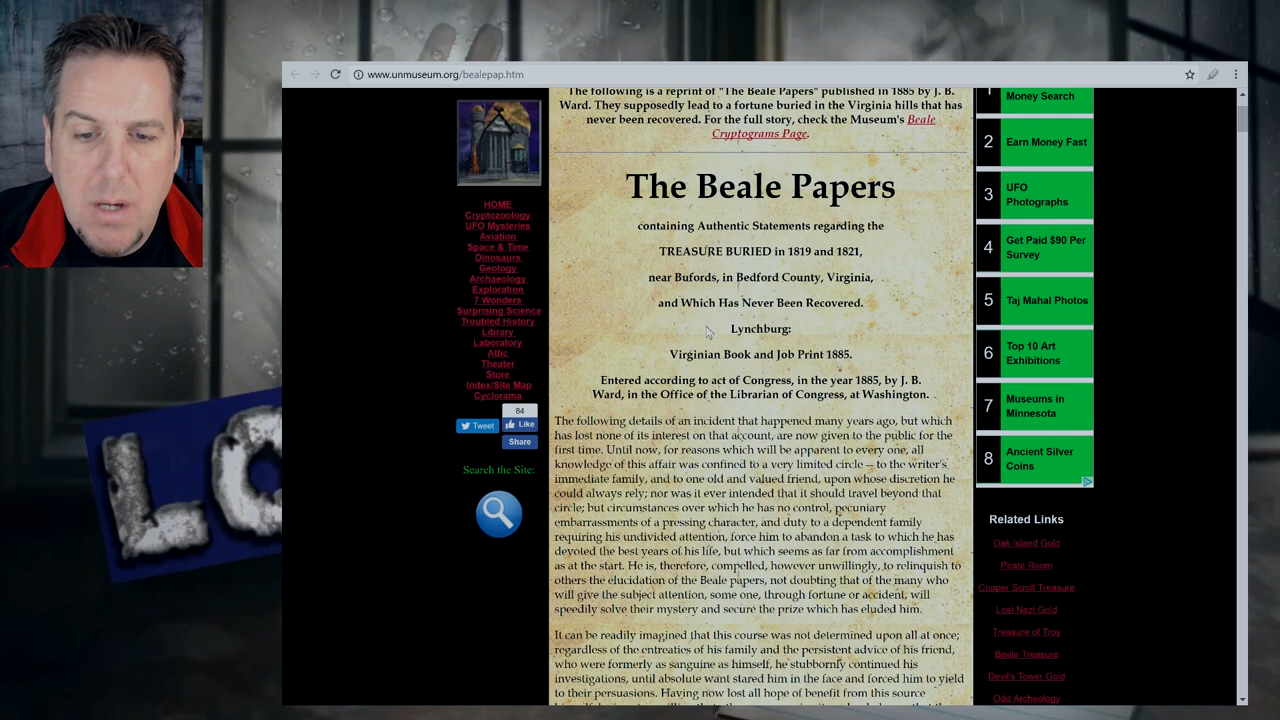 www.unmuseum.org/bealepap.htm
The following is a reprint of "The Beale Papers" published in 1885 by J. B.
Ward. They supposedly lead to a fortune buried in the Virginia hills that has
never been recovered. For the full story, check the Museum's Beale
Cryptograms Page.
HOME
Cryptozoology
UFO Mysteries
Aviation
Space & Time
Dinosaurs
Geology
Archaeology
Exploration
7 Wonders
Surprising Science
Troubled History
Library
Laboratory
Attic
Theater
Store
Index/Site Map
Cyclorama
84
Tweet
Like
Share
Search the Site:
The Beale Papers
containing Authentic Statements regarding the
TREASURE BURIED in 1819 and 1821,
near Bufords, in Bedford County, Virginia,
and Which Has Never Been Recovered.
Lynchburg:
Virginian Book and Job Print 1885.
Entered according to act of Congress, in the year 1885, by J. B.
Ward, in the Office of the Librarian of Congress, at Washington.
The following details of an incident that happened many years ago, but which
has lost none of its interest on that account, are now given to the public for the
first time. Until now, for reasons which will be apparent to every one, all
knowledge of this affair was confined to a very limited circle -- to the writer's
immediate family, and to one old and valued friend, upon whose discretion he
could always rely; nor was it ever intended that it should travel beyond that
circle; but circumstances over which he has no control, pecuniary
embarrassments of a pressing character, and duty to a dependent family
requiring his undivided attention, force him to abandon a task to which he has
devoted the best years of his life, but which seems as far from accomplishment
as at the start. He is, therefore, compelled, however unwillingly, to relinquish to
others the elucidation of the Beale papers, not doubting that of the many who
will give the subject attention, some one, through fortune or accident, will
speedily solve their mystery and secure the prize which has eluded him.
It can be readily imagined that this course was not determined upon all at once;
regardless of the entreaties of his family and the persistent advice of his friend,
who were formerly as sanguine as himself, he stubbornly continued his
investigations, until absolute want stared him in the face and forced him to yield
to their persuasions. Having now lost all hope of benefit from this source
1
Money Search
2
Earn Money Fast
3
UFO
Photographs
4
Get Paid $90 Per
Survey
5
Taj Mahal Photos
6
Top 10 Art
Exhibitions
7
Museums in
Minnesota
8
Ancient Silver
Coins
Related Links
Oak Island Gold
Pirate Room
Copper Scroll Treasure
Lost Nazi Gold
Treasure of Troy
Beale Treasure
Devil's Tower Gold
Odd Archeology